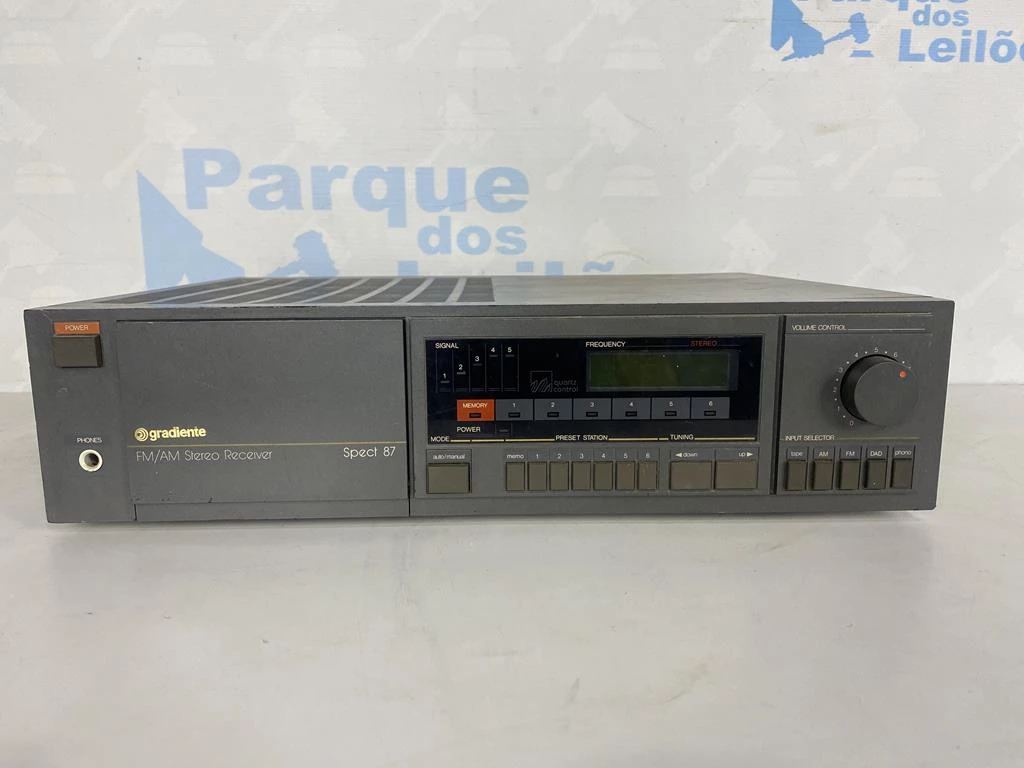 Parque
dos
Leilõ
Parque
dos
Leilõ
POWER
PHONES
gradiente
FM/AM Stereo Receiver
Spect 87
SIGNAL
1 2 3 4 5
quartz
control
FREQUENCY
STEREO
MEMORY 1 2 3 4 5 6
POWER
MODE
PRESET STATION
TUNING
auto/manual
memo 1 2 3 4 5 6
◄down
up►
VOLUME CONTROL
0 3 4 5 6
INPUT SELECTOR
tape AM FM DAD phono